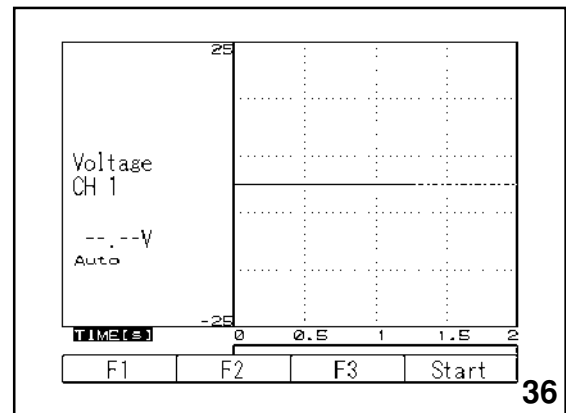 25
Voltage
CH 1
--.--V
Auto
-25
TIME[s] 0 0.5 1 1.5 2
F1 F2 F3 Start
36